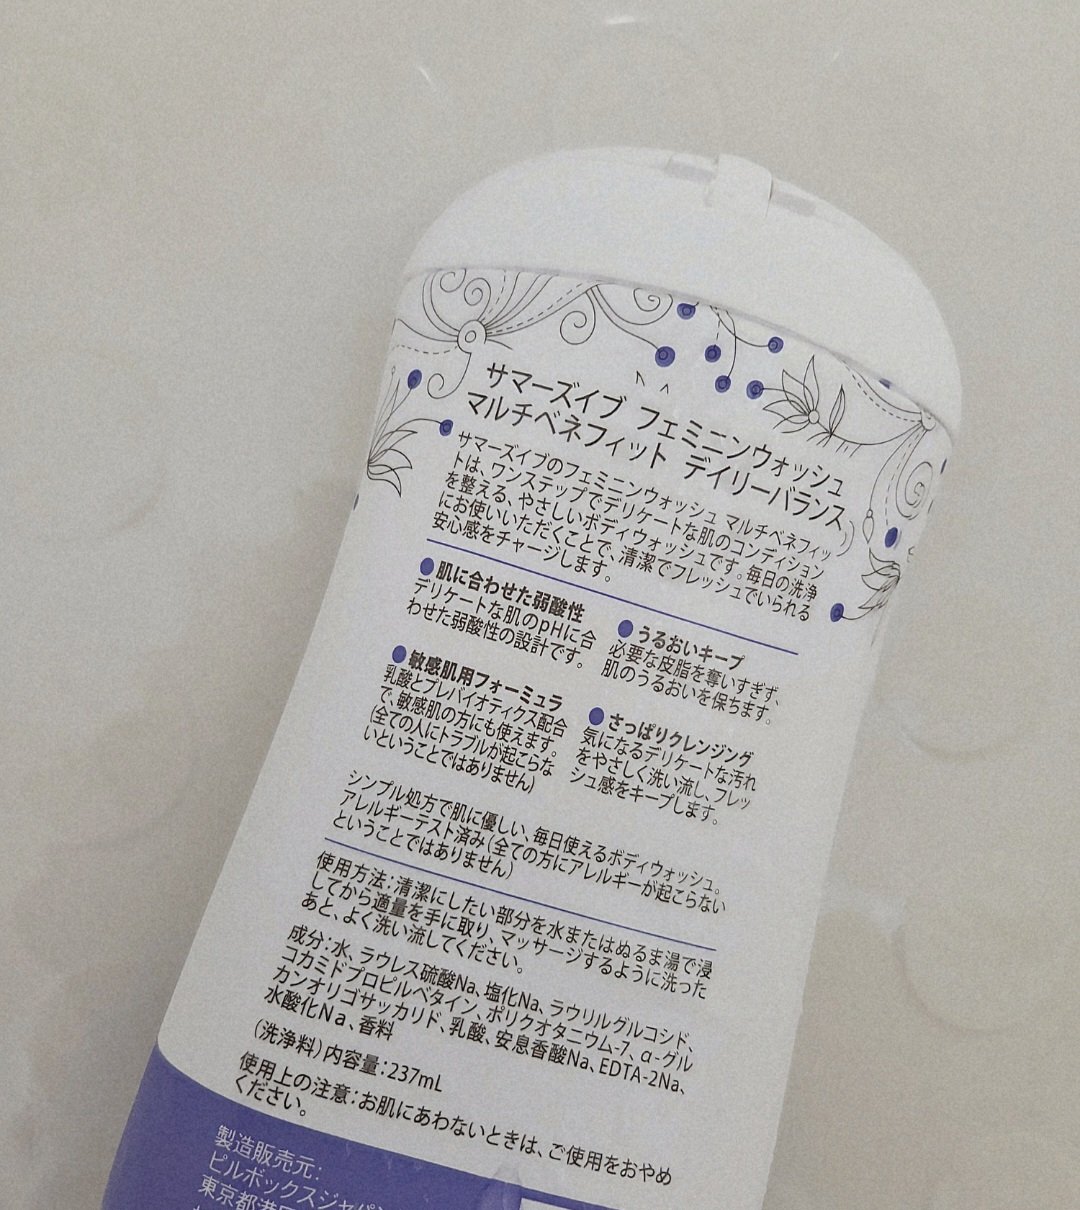 サマーズイブ フェミニンウォッシュ
マルチベネフィット デイリーバランス
サマーズイブのフェミニンウォッシュ マルチベネフィッ
トは、ワンステップでデリケートな肌のコンディション
を整える、やさしいボディウォッシュです。毎日の洗浄
にお使いいただくことで、清潔でフレッシュでいられる
安心感をチャージします。
●肌に合わせた弱酸性
デリケートな肌のpHに合
わせた弱酸性の設計です。
●敏感肌用フォーミュラ
乳酸とプレバイオティクス配合
で、敏感肌の方にも使えます。
(全ての人にトラブルが起こらな
いということではありません)
●うるおいキープ
必要な皮脂を奪いすぎず、
肌のうるおいを保ちます。
●さっぱりクレンジング
気になるデリケートな汚れ
をやさしく洗い流し、フレッ
シュ感をキープします。
シンプル処方で肌に優しい、毎日使えるボディウォッシュ。
アレルギーテスト済み(全ての方にアレルギーが起こらない
ということではありません)
使用方法：清潔にしたい部分を水またはぬるま湯で浸
してから適量を手に取り、マッサージするように洗った
あと、よく洗い流してください。
成分：水、ラウレス硫酸Na、塩化Na、ラウリルグルコシド、
コカミドプロピルベタイン、ポリクオタニウム-7、α-グル
カンオリゴサッカリド、乳酸、安息香酸Na、EDTA-2Na、
水酸化Na、香料
(洗浄料)内容量：237mL
使用上の注意：お肌にあわないときは、ご使用をおやめ
ください。
製造販売元：
ピルボックスジャパン
東京都港